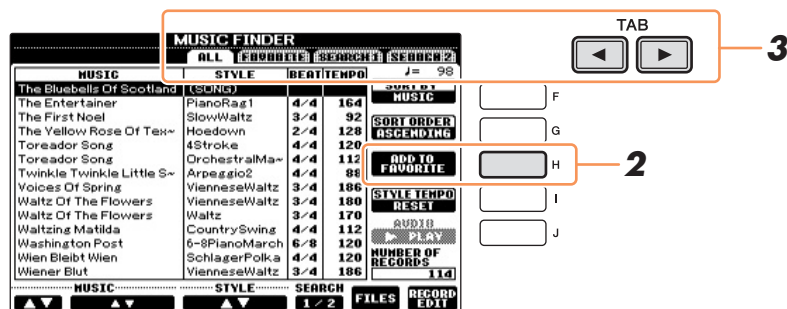 TAB
3
MUSIC FINDER
ALL FAVORITE SEARCH 1 SEARCH 2
MUSIC STYLE BEAT TEMPO ♩= 98
The Bluebells Of Scotland (SONG)
SORT BY
MUSIC
F
The Entertainer PianoRag1 4/4 164
The First Noel SlowWaltz 3/4 92
The Yellow Rose Of Tex~ Hoedown 2/4 128
SORT ORDER
ASCENDING
G
Toreador Song 4Stroke 4/4 120
Toreador Song OrchestralMa~ 4/4 112
Twinkle Twinkle Little S~ Arpeggio2 4/4 88
ADD TO
FAVORITE
H
2
Voices Of Spring VienneseWaltz 3/4 186
Waltz Of The Flowers VienneseWaltz 3/4 180
Waltz Of The Flowers Waltz 3/4 170
STYLE TEMPO
RESET
I
Waltzing Matilda CountrySwing 4/4 112
Washington Post 6-8PianoMarch 6/8 120
AUDIO
▶ PLAY
J
Wien Bleibt Wien SchlagerPolka 4/4 120
Wiener Blut VienneseWaltz 3/4 186
NUMBER OF
RECORDS
114
MUSIC STYLE SEARCH
▲▼ ▲▼ ▲▼ 1/2 FILES RECORD
EDIT